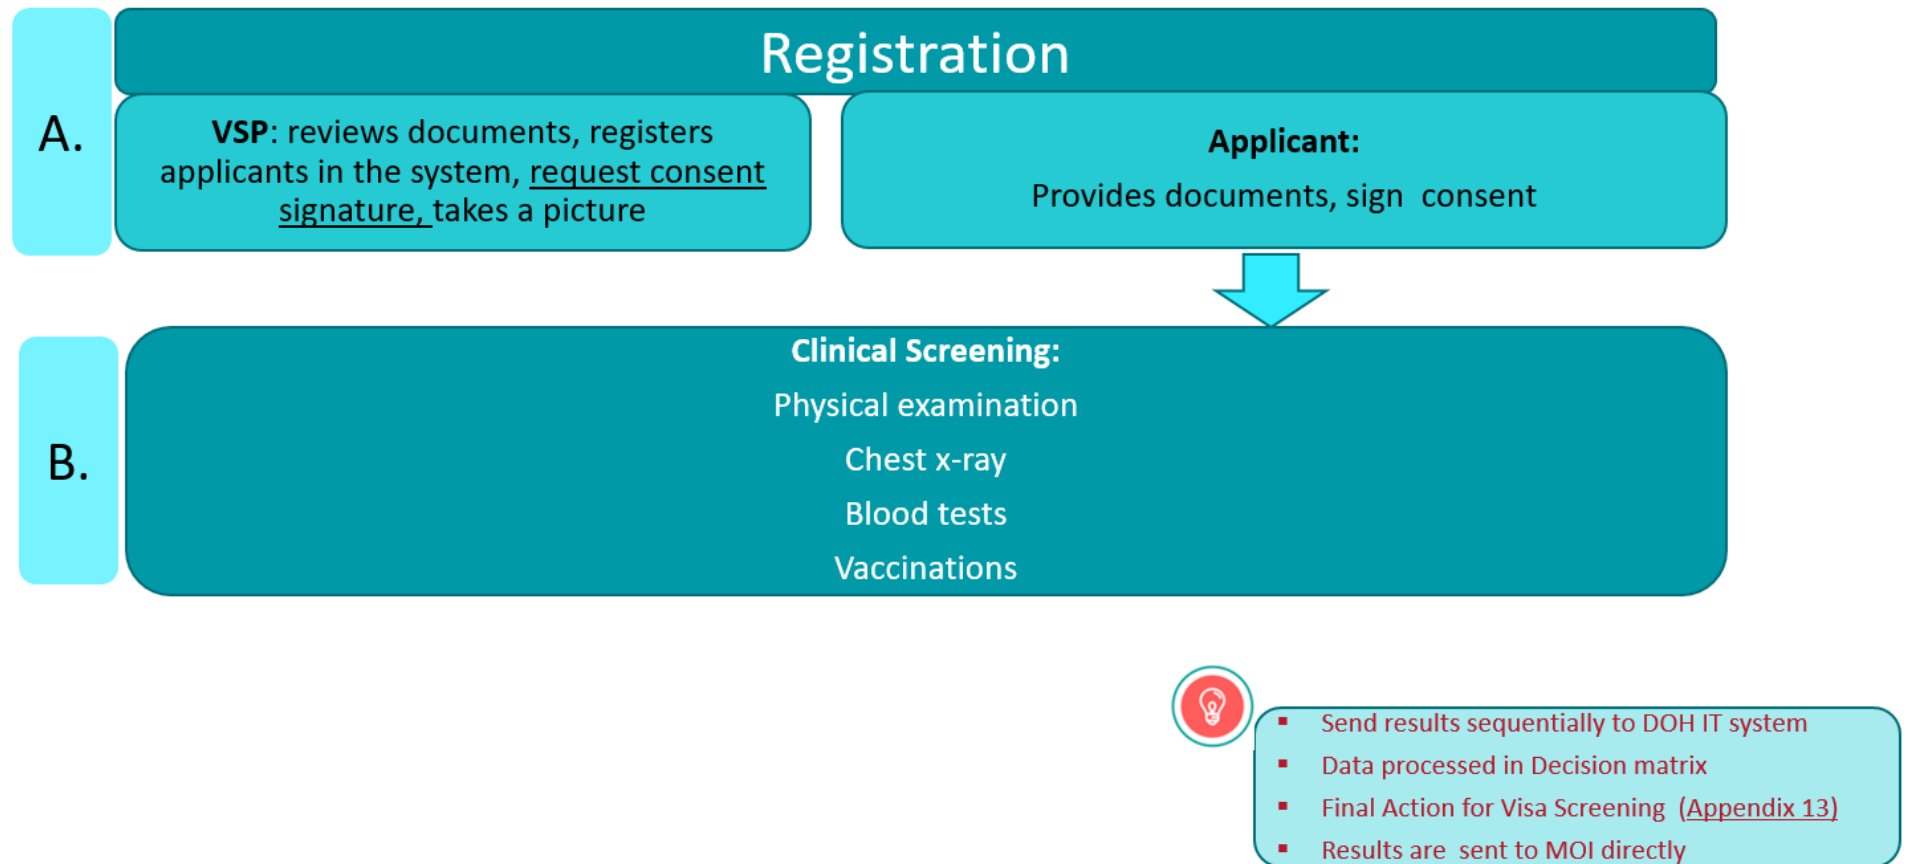 A.
Registration
VSP: reviews documents, registers
applicants in the system, request consent
signature, takes a picture
Applicant:
Provides documents, sign consent
B.
Clinical Screening:
Physical examination
Chest x-ray
Blood tests
Vaccinations
▪ Send results sequentially to DOH IT system
▪ Data processed in Decision matrix
▪ Final Action for Visa Screening (Appendix 13)
▪ Results are sent to MOI directly